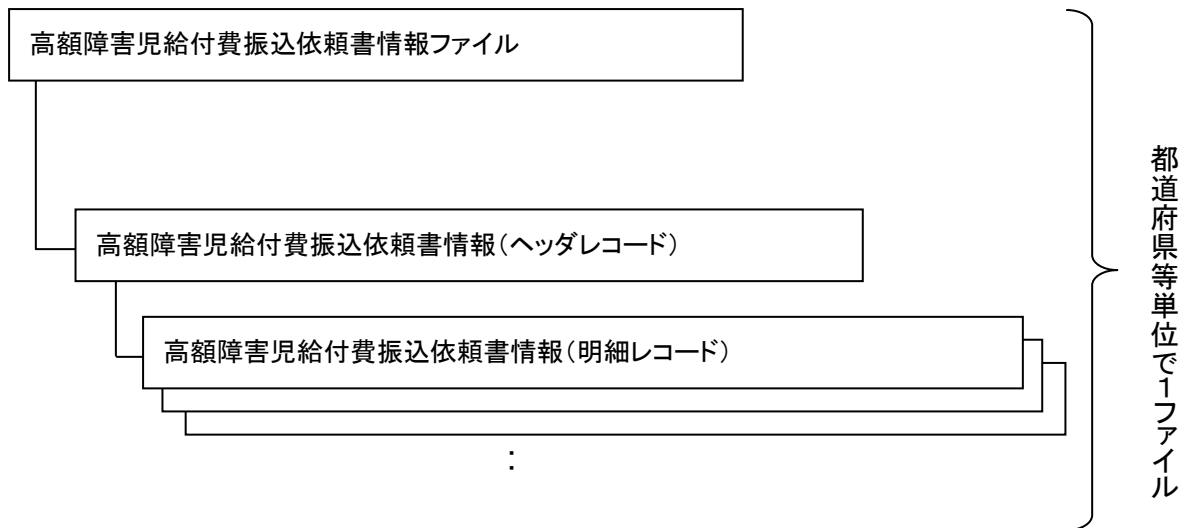 高額障害児給付費振込依頼書情報ファイル
高額障害児給付費振込依頼書情報（ヘッダレコード）
高額障害児給付費振込依頼書情報（明細レコード）
：
都道府県等単位で１ファイル